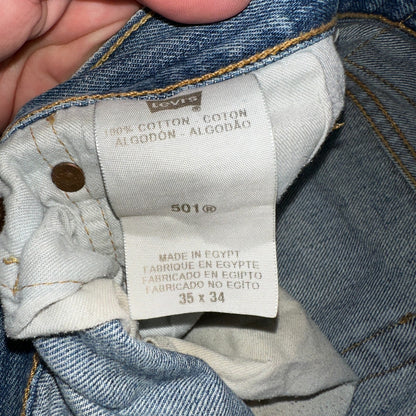 Levi's
100% COTTON - COTON
ALGODÓN - ALGODÃO
501®
MADE IN EGYPT
FABRIQUE EN EGYPTE
FABRICADO EN EGIPTO
FABRICADO NO EGÍTO
35 x 34